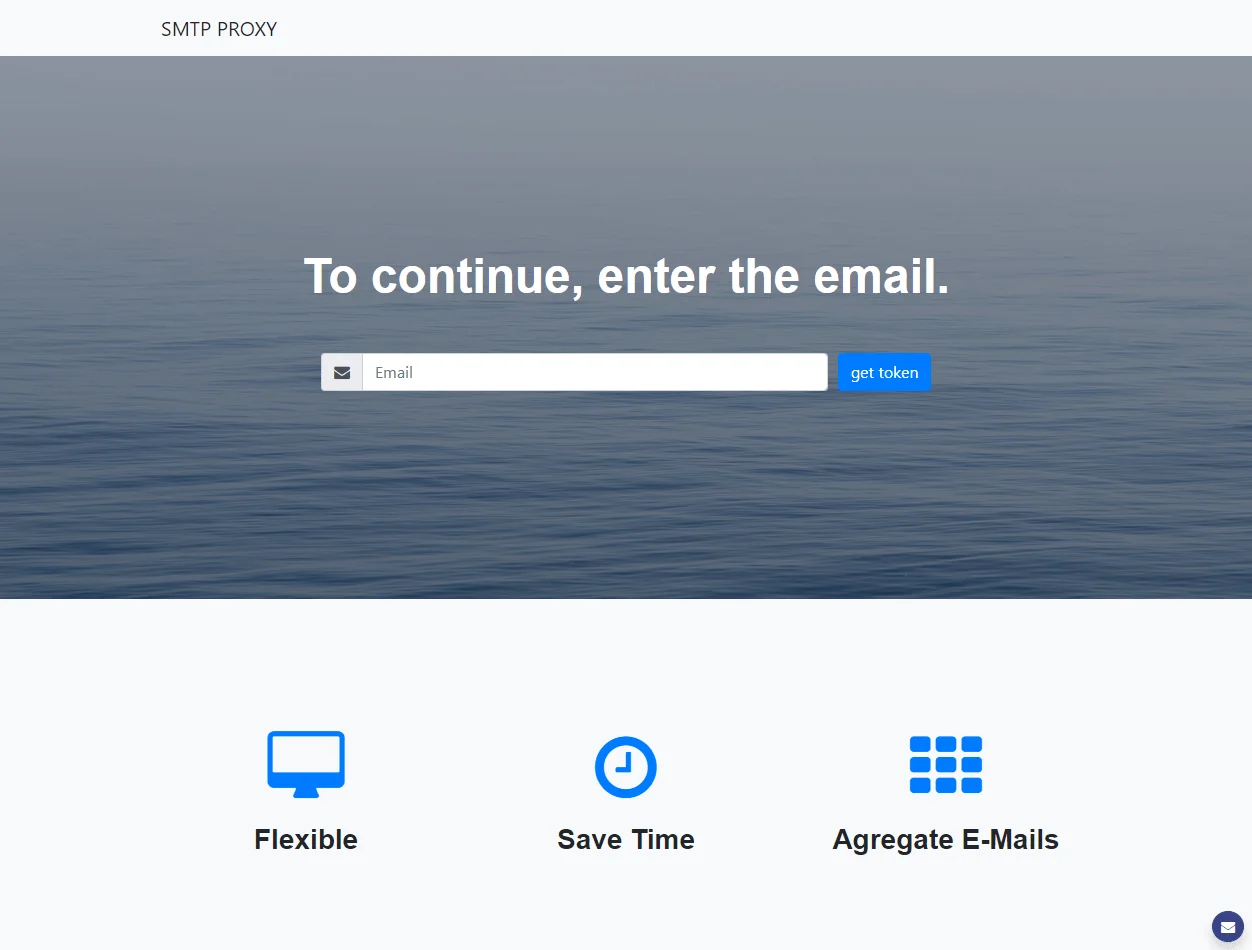 SMTP PROXY
To continue, enter the email.
Email
get token
Flexible
Save Time
Agregate E-Mails